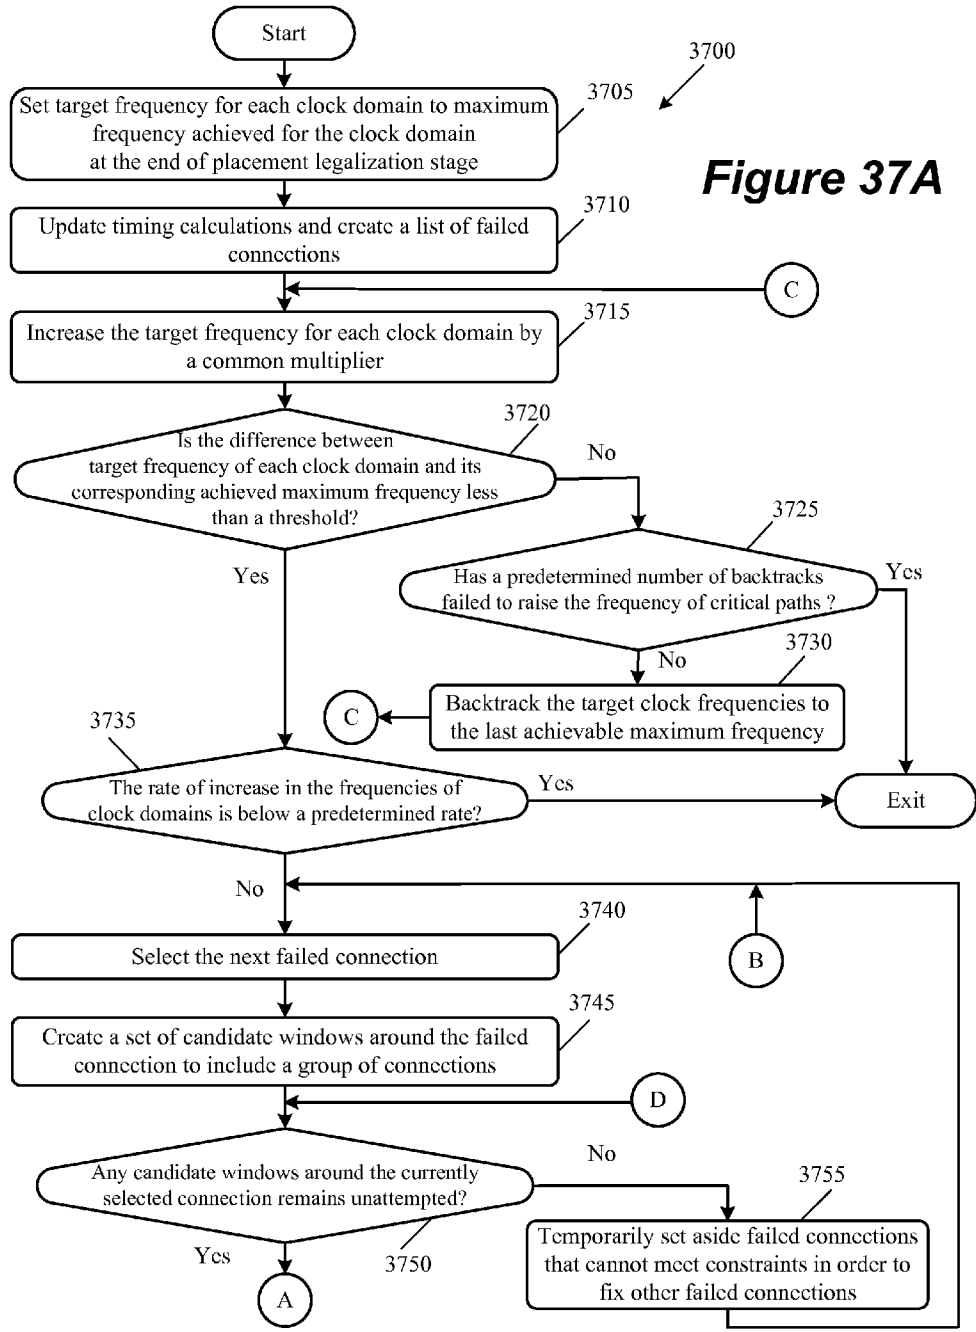 Start
3700
3705
Set target frequency for each clock domain to maximum
frequency achieved for the clock domain
at the end of placement legalization stage
Figure 37A
3710
Update timing calculations and create a list of failed
connections
C
3715
Increase the target frequency for each clock domain by
a common multiplier
3720
Is the difference between
target frequency of each clock domain and its
corresponding achieved maximum frequency less
than a threshold?
No
3725
Yes
Has a predetermined number of backtracks
failed to raise the frequency of critical paths ?
Yes
No
3730
Backtrack the target clock frequencies to
the last achievable maximum frequency
C
3735
The rate of increase in the frequencies of
clock domains is below a predetermined rate?
Yes
Exit
No
3740
Select the next failed connection
B
3745
Create a set of candidate windows around the failed
connection to include a group of connections
D
No
Any candidate windows around the currently
selected connection remains unattempted?
3755
Temporarily set aside failed connections
that cannot meet constraints in order to
fix other failed connections
Yes
3750
A